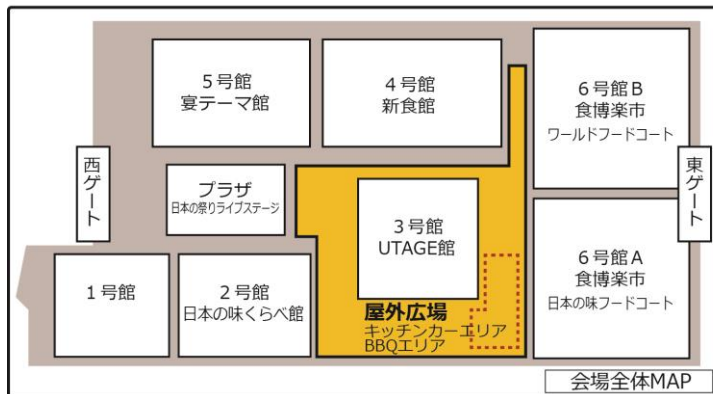 5号館
宴テーマ館
4号館
新食館
6号館B
食博楽市
ワールドフードコート
西ゲート
プラザ
日本の祭りライブステージ
東ゲート
3号館
UTAGE館
6号館A
食博楽市
日本の味フードコート
1号館
2号館
日本の味くらべ館
屋外広場
キッチンカーエリア
BBQエリア
会場全体MAP